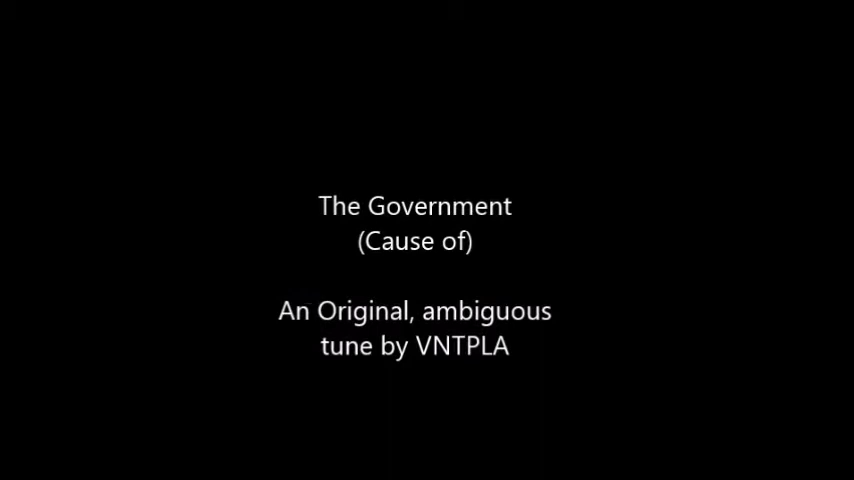 The Government
(Cause of)
An Original, ambiguous
tune by VNTPLA